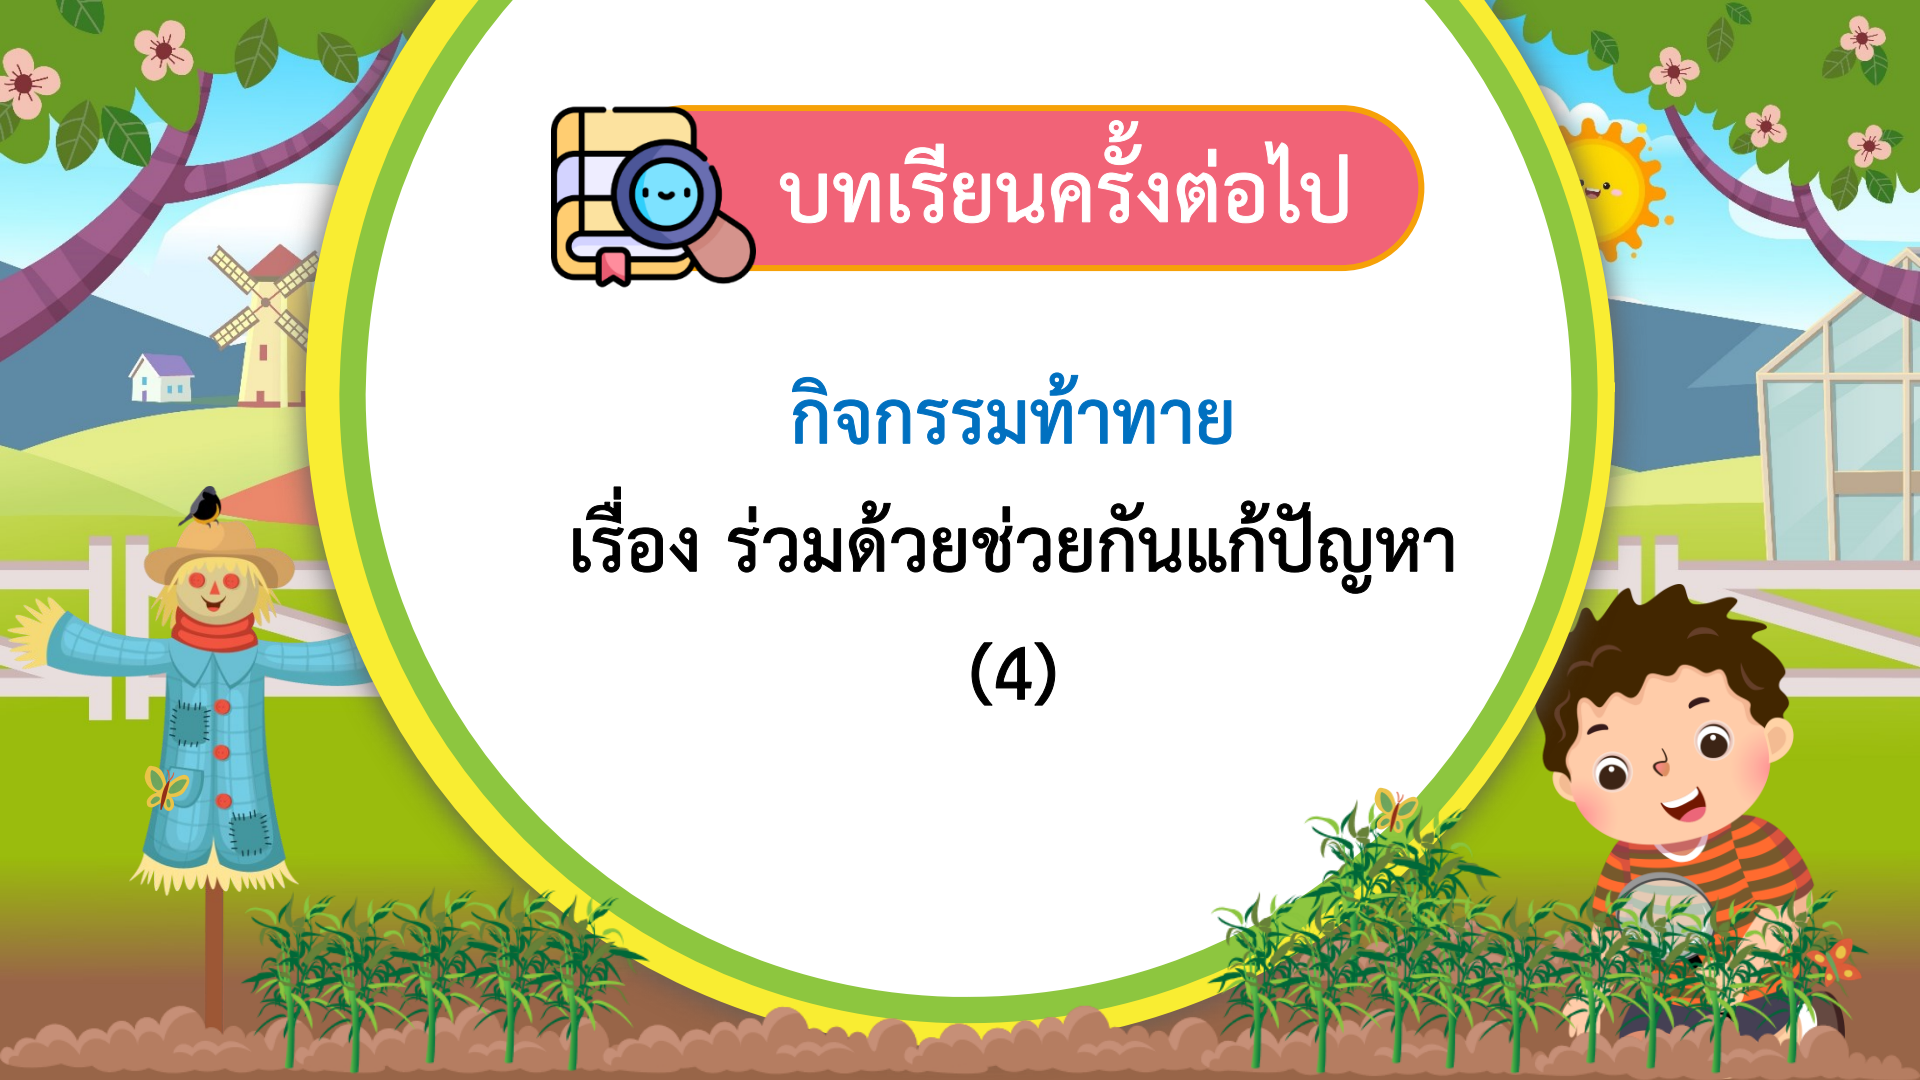 บทเรียนครั้งต่อไป
กิจกรรมท้าทาย
เรื่อง ร่วมด้วยช่วยกันแก้ปัญหา
(4)